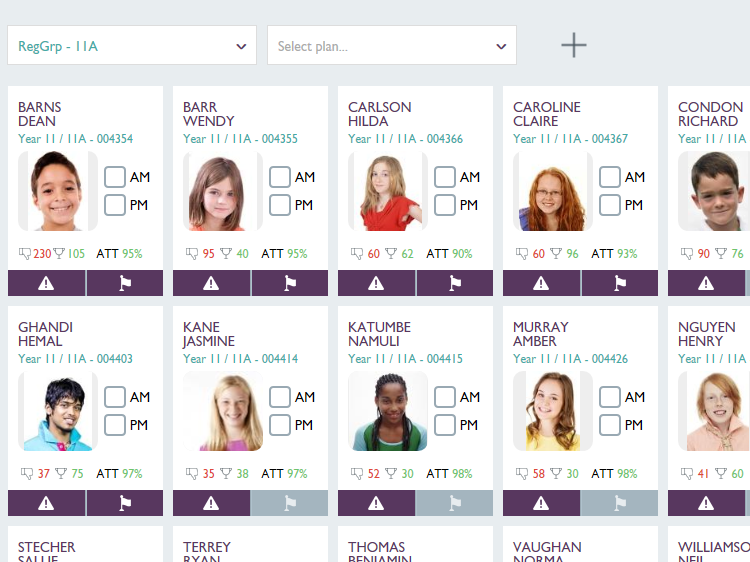 RegGrp - 11A
Select plan...
BARNS
DEAN
Year 11 / 11A - 004354
AM
PM
230 105 ATT 95%
BARR
WENDY
Year 11 / 11A - 004355
AM
PM
95 40 ATT 95%
CARLSON
HILDA
Year 11 / 11A - 004366
AM
PM
60 62 ATT 90%
CAROLINE
CLAIRE
Year 11 / 11A - 004367
AM
PM
60 96 ATT 93%
CONDON
RICHARD
Year 11 / 11A
90 76
GHANDI
HEMAL
Year 11 / 11A - 004403
AM
PM
37 75 ATT 97%
KANE
JASMINE
Year 11 / 11A - 004414
AM
PM
35 38 ATT 97%
KATUMBE
NAMULI
Year 11 / 11A - 004415
AM
PM
52 30 ATT 98%
MURRAY
AMBER
Year 11 / 11A - 004426
AM
PM
58 30 ATT 98%
NGUYEN
HENRY
Year 11 / 11A
41 60
STECHER
SALLIE
TERREY
RYAN
THOMAS
BENJAMIN
VAUGHAN
NORMA
WILLIAMSO
NEIL